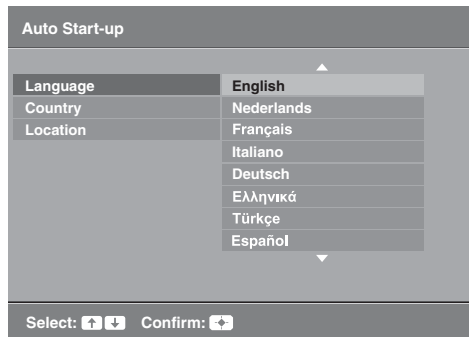 Auto Start-up
Language
Country
Location
English
Nederlands
Français
Italiano
Deutsch
Ελληνικά
Türkçe
Español
Select: Confirm: